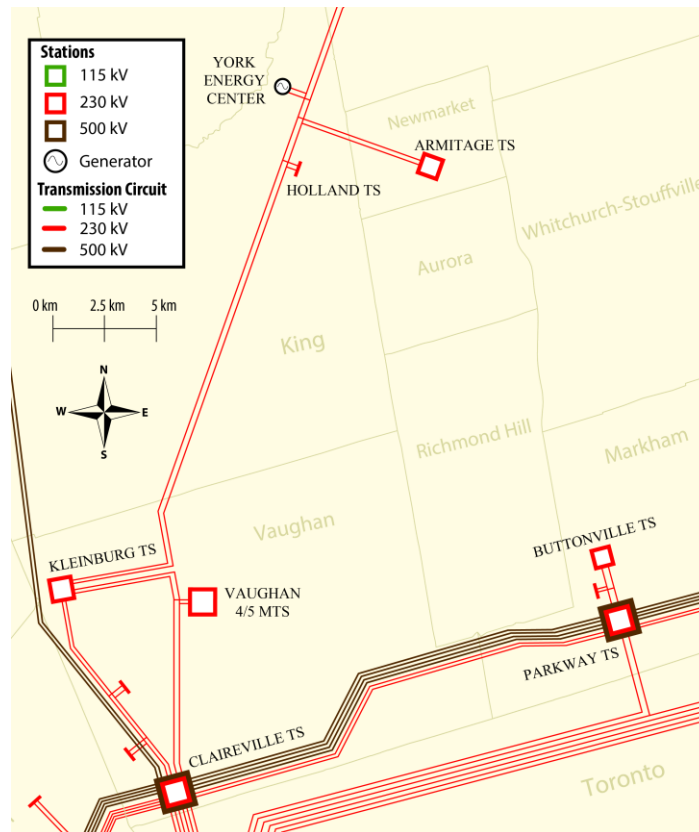 Stations
115 kV
230 kV
500 kV
Generator
Transmission Circuit
115 kV
230 kV
500 kV
0 km
2.5 km
5 km
N
W
E
S
YORK
ENERGY
CENTER
Newmarket
ARMITAGE TS
HOLLAND TS
Whitchurch-Stouffville
Aurora
King
Richmond Hill
Markham
Vaughan
KLEINBURG TS
BUTTONVILLE TS
VAUGHAN
4/5 MTS
PARKWAY TS
CLAIREVILLE TS
Toronto